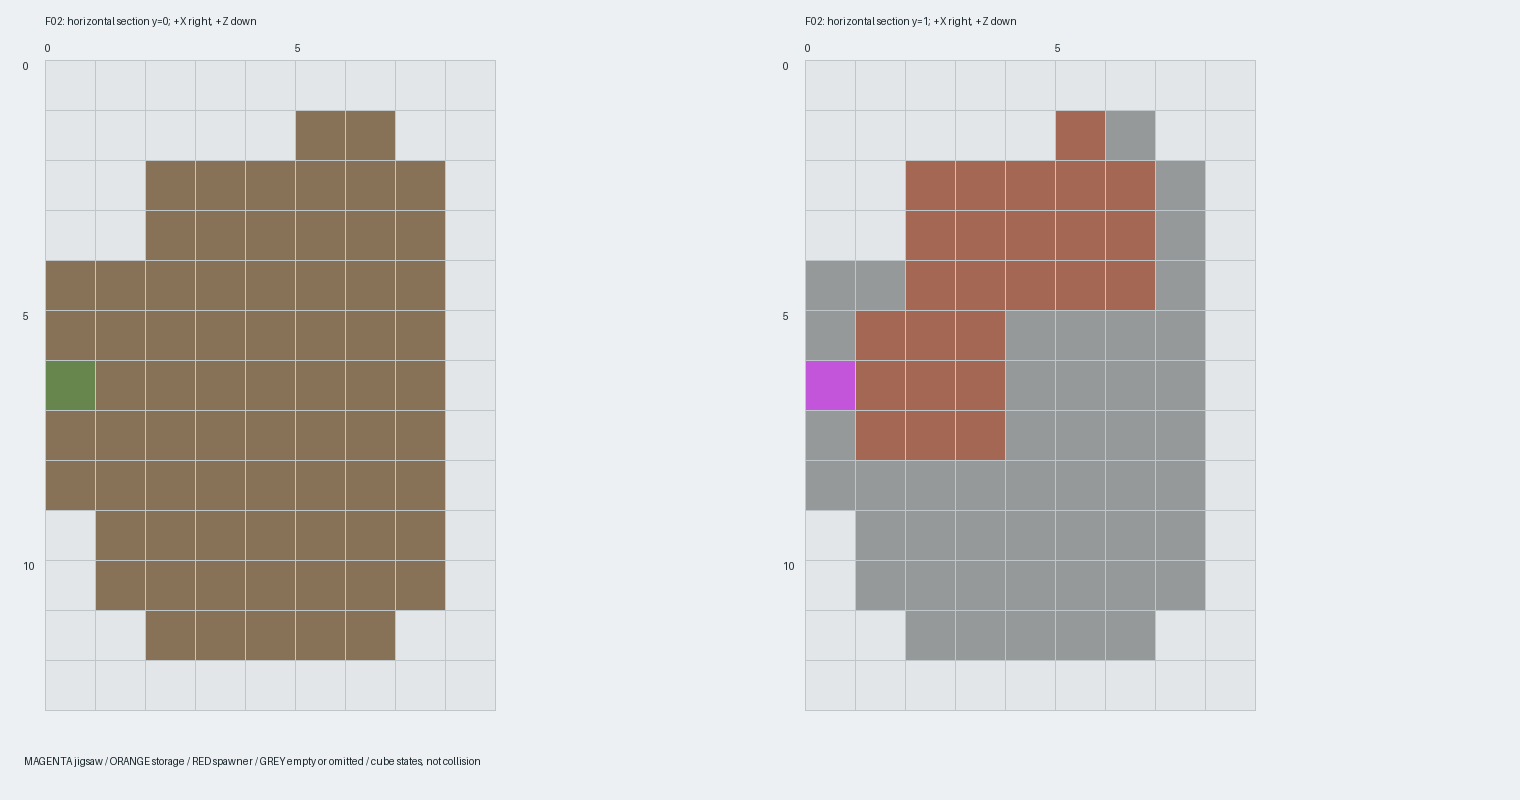 F02: horizontal section y=0; +X right, +Z down
F02: horizontal section y=1; +X right, +Z down
0 5
0 5
0
5
10
0
5
10
MAGENTA jigsaw / ORANGE storage / RED spawner / GREY empty or omitted / cube states, not collision